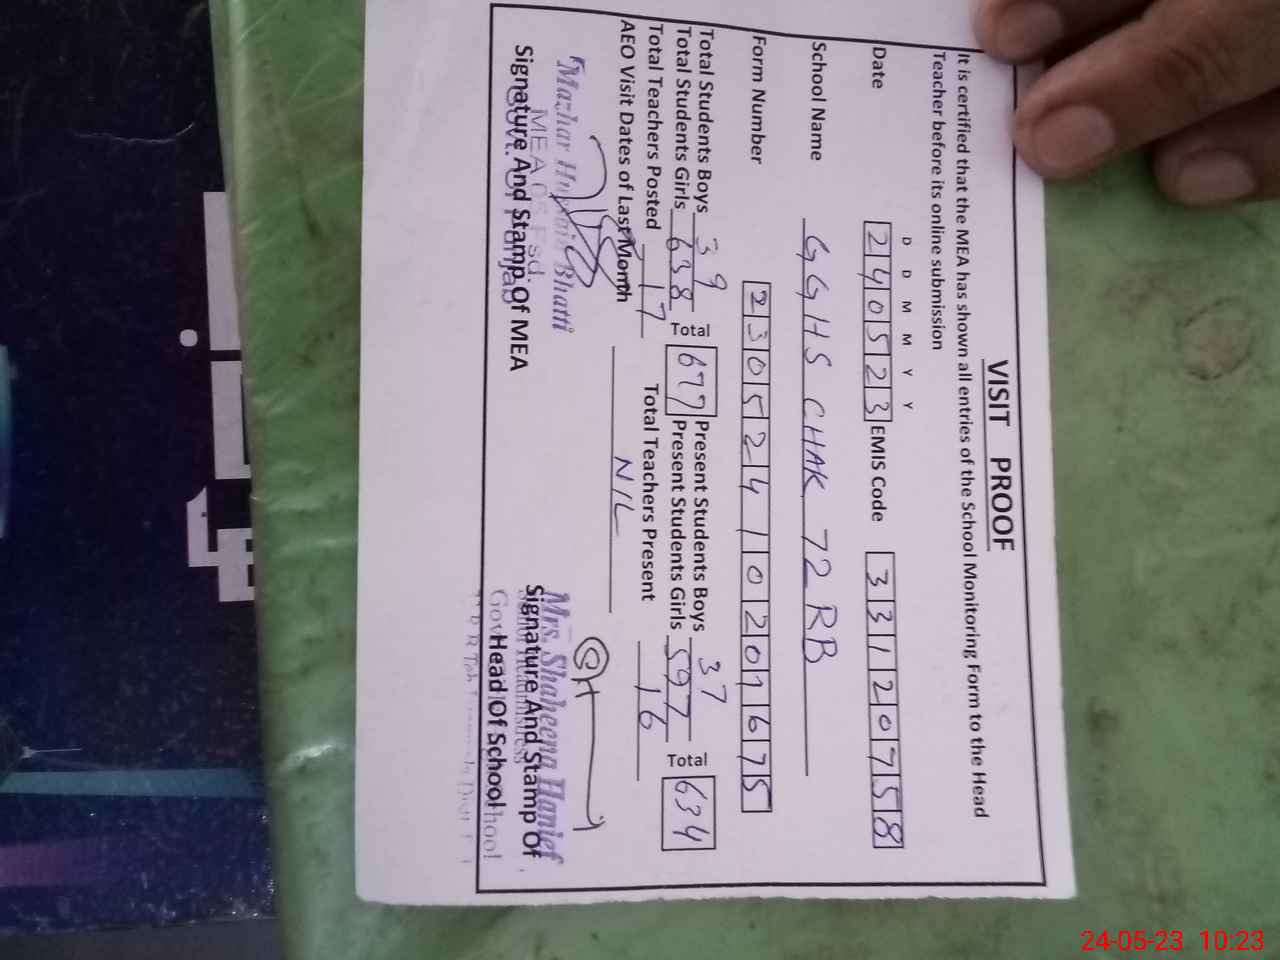 VISIT PROOF
It is certified that the MEA has shown all entries of the School Monitoring Form to the Head
Teacher before its online submission
D D M M Y Y
Date 240523 EMIS Code 33120758
School Name GGHS CHAK 72 RB
Form Number 23052410201675
Total Students Boys 39 Present Students Boys 37
Total Students Girls 638 Total 677 Present Students Girls 597 Total 634
Total Teachers Posted 17 Total Teachers Present 16
AEO Visit Dates of Last Month NIL
Mazhar Hussain Bhatti
MEA
Signature And Stamp Of MEA
Govt. Of Punjab
Mrs. Shaheena Hanief
Signature And Stamp Of
Head Of School
24-05-23 10:23